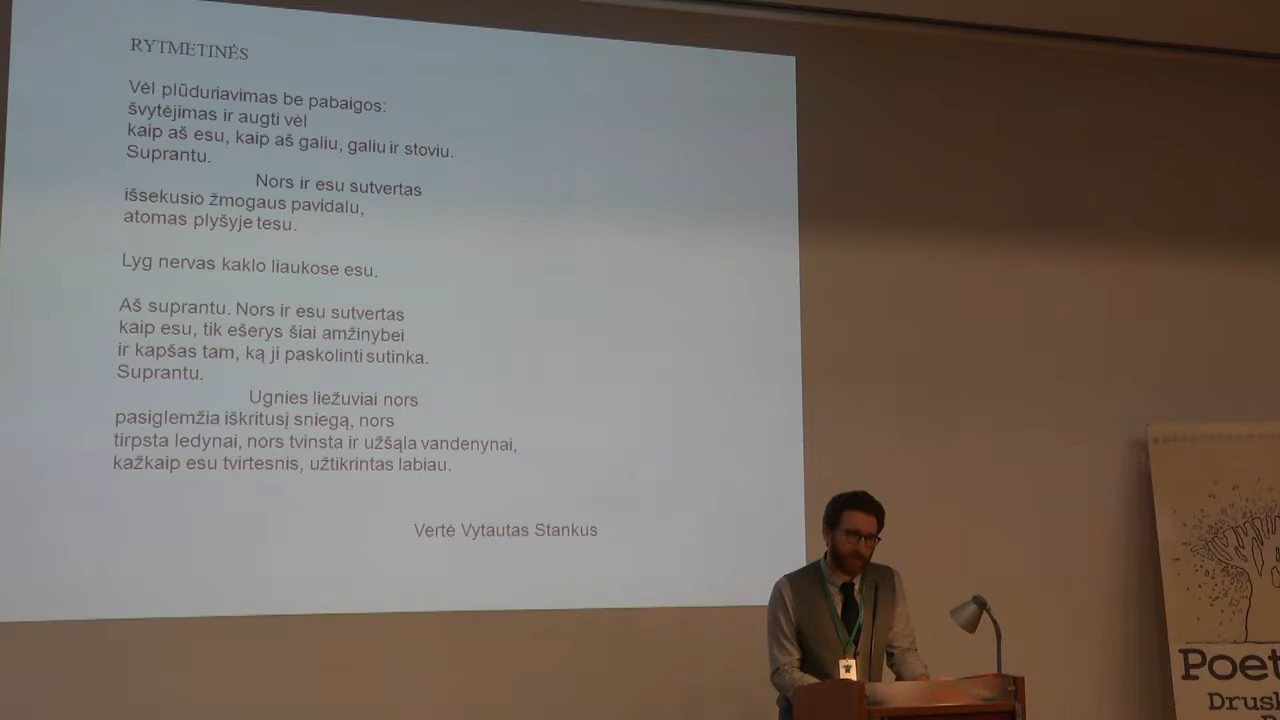 RYTMETINĖS
Vėl plūduriavimas be pabaigos:
švytėjimas ir augti vėl
kaip aš esu, kaip aš galiu, galiu ir stoviu.
Suprantu.
Nors ir esu sutvertas
išsekusio žmogaus pavidalu,
atomas plyšyje tesu.
Lyg nervas kaklo liaukose esu.
Aš suprantu. Nors ir esu sutvertas
kaip esu, tik ešerys šiai amžinybei
ir kapšas tam, ką ji paskolinti sutinka.
Suprantu.
Ugnies liežuviai nors
pasiglemžia iškritusį sniegą, nors
tirpsta ledynai, nors tvinsta ir užšąla vandenynai,
kažkaip esu tvirtesnis, užtikrintas labiau.
Vertė Vytautas Stankus
Poet
Drus